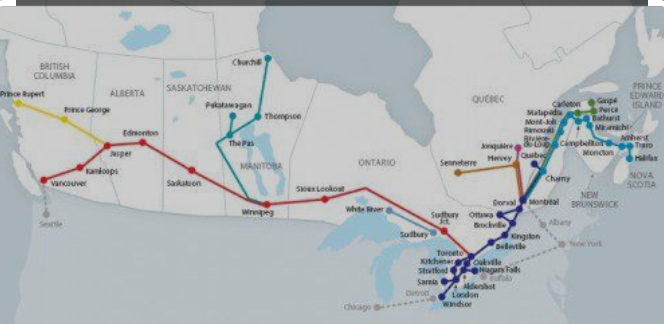 BRITISH
COLUMBIA
ALBERTA
SASKATCHEWAN
MANITOBA
ONTARIO
QUÉBEC
PRINCE
EDWARD
ISLAND
NEW
BRUNSWICK
NOVA
SCOTIA
Prince Rupert
Prince George
Edmonton
Jasper
Kamloops
Vancouver
Seattle
Saskatoon
Winnipeg
Churchill
Pukatawagan
Thompson
The Pas
Sioux Lookout
White River
Sudbury
Sudbury
Jct.
Senneterre
Jonquière
Hervey
Québec
Charny
Montréal
Dorval
Ottawa
Brockville
Kingston
Belleville
Toronto
Oakville
Kitchener
Stratford
Niagara Falls
Buffalo
Sarnia
Aldershot
London
Windsor
Detroit
Chicago
Albany
New York
Carleton
Matapédia
Mont-Joli
Rimouski
Rivière-
du-Loup
Gaspé
Percé
Bathurst
Miramichi
Campbellton
Moncton
Amherst
Truro
Halifax